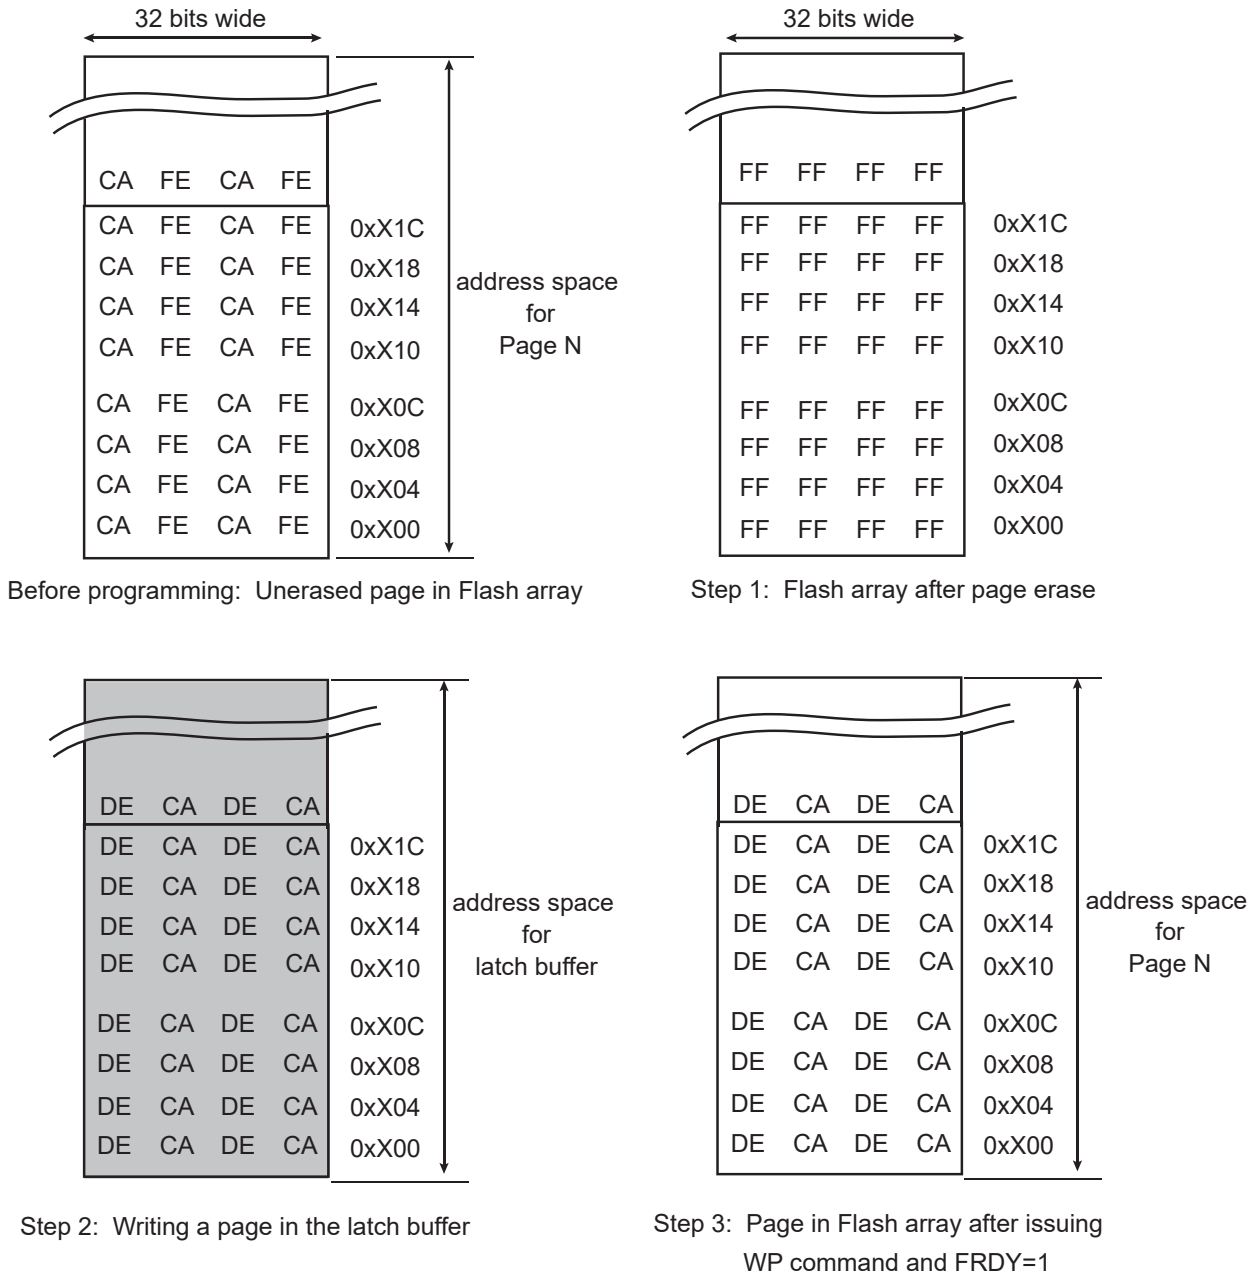 32 bits wide
CA FE CA FE
CA FE CA FE 0xX1C
CA FE CA FE 0xX18
CA FE CA FE 0xX14
CA FE CA FE 0xX10
CA FE CA FE 0xX0C
CA FE CA FE 0xX08
CA FE CA FE 0xX04
CA FE CA FE 0xX00
address space
for
Page N
Before programming: Unerased page in Flash array
32 bits wide
FF FF FF FF
FF FF FF FF 0xX1C
FF FF FF FF 0xX18
FF FF FF FF 0xX14
FF FF FF FF 0xX10
FF FF FF FF 0xX0C
FF FF FF FF 0xX08
FF FF FF FF 0xX04
FF FF FF FF 0xX00
Step 1: Flash array after page erase
DE CA DE CA
DE CA DE CA 0xX1C
DE CA DE CA 0xX18
DE CA DE CA 0xX14
DE CA DE CA 0xX10
DE CA DE CA 0xX0C
DE CA DE CA 0xX08
DE CA DE CA 0xX04
DE CA DE CA 0xX00
address space
for
latch buffer
Step 2: Writing a page in the latch buffer
DE CA DE CA
DE CA DE CA 0xX1C
DE CA DE CA 0xX18
DE CA DE CA 0xX14
DE CA DE CA 0xX10
DE CA DE CA 0xX0C
DE CA DE CA 0xX08
DE CA DE CA 0xX04
DE CA DE CA 0xX00
address space
for
Page N
Step 3: Page in Flash array after issuing
WP command and FRDY=1